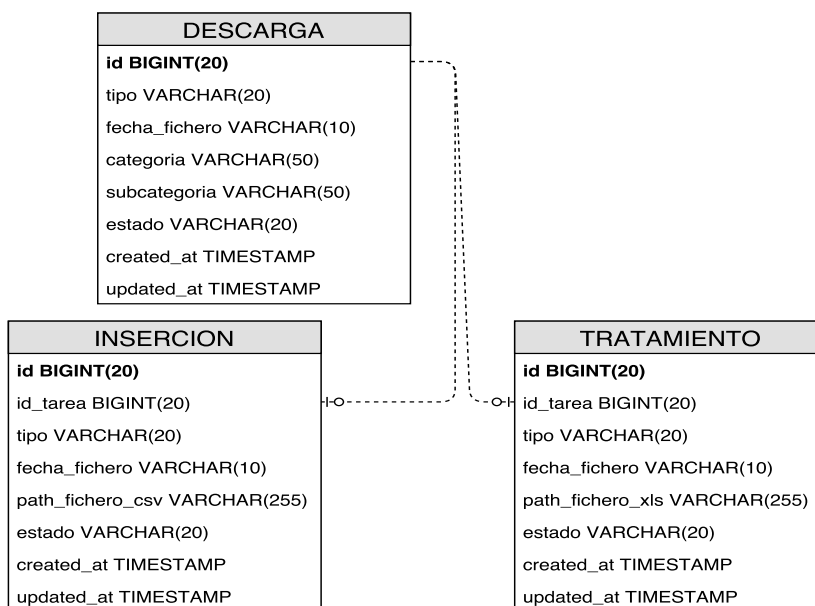 DESCARGA
id BIGINT(20)
tipo VARCHAR(20)
fecha_fichero VARCHAR(10)
categoria VARCHAR(50)
subcategoria VARCHAR(50)
estado VARCHAR(20)
created_at TIMESTAMP
updated_at TIMESTAMP
INSERCION
id BIGINT(20)
id_tarea BIGINT(20)
tipo VARCHAR(20)
fecha_fichero VARCHAR(10)
path_fichero_csv VARCHAR(255)
estado VARCHAR(20)
created_at TIMESTAMP
updated_at TIMESTAMP
TRATAMIENTO
id BIGINT(20)
id_tarea BIGINT(20)
tipo VARCHAR(20)
fecha_fichero VARCHAR(10)
path_fichero_xls VARCHAR(255)
estado VARCHAR(20)
created_at TIMESTAMP
updated_at TIMESTAMP